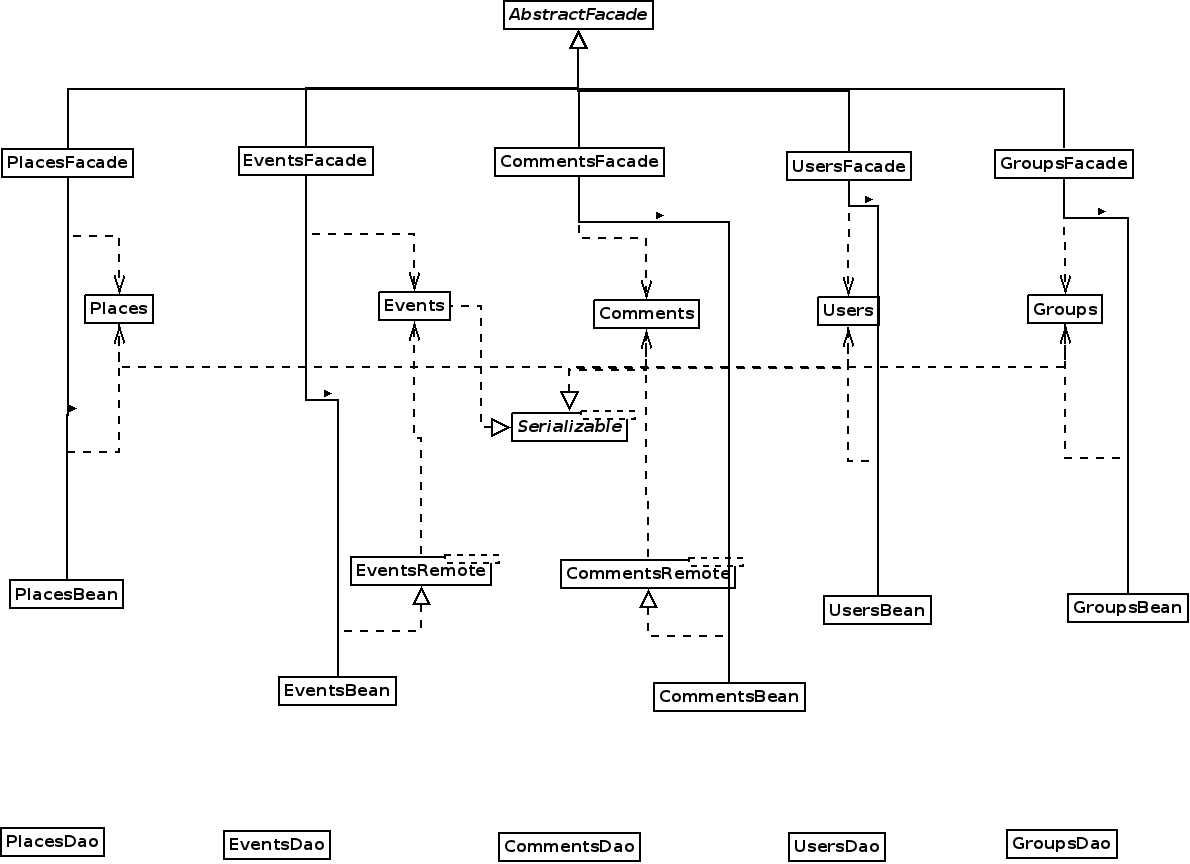 AbstractFacade
PlacesFacade
EventsFacade
CommentsFacade
UsersFacade
GroupsFacade
Places
Events
Comments
Users
Groups
Serializable
EventsRemote
CommentsRemote
PlacesBean
UsersBean
GroupsBean
EventsBean
CommentsBean
PlacesDao
EventsDao
CommentsDao
UsersDao
GroupsDao